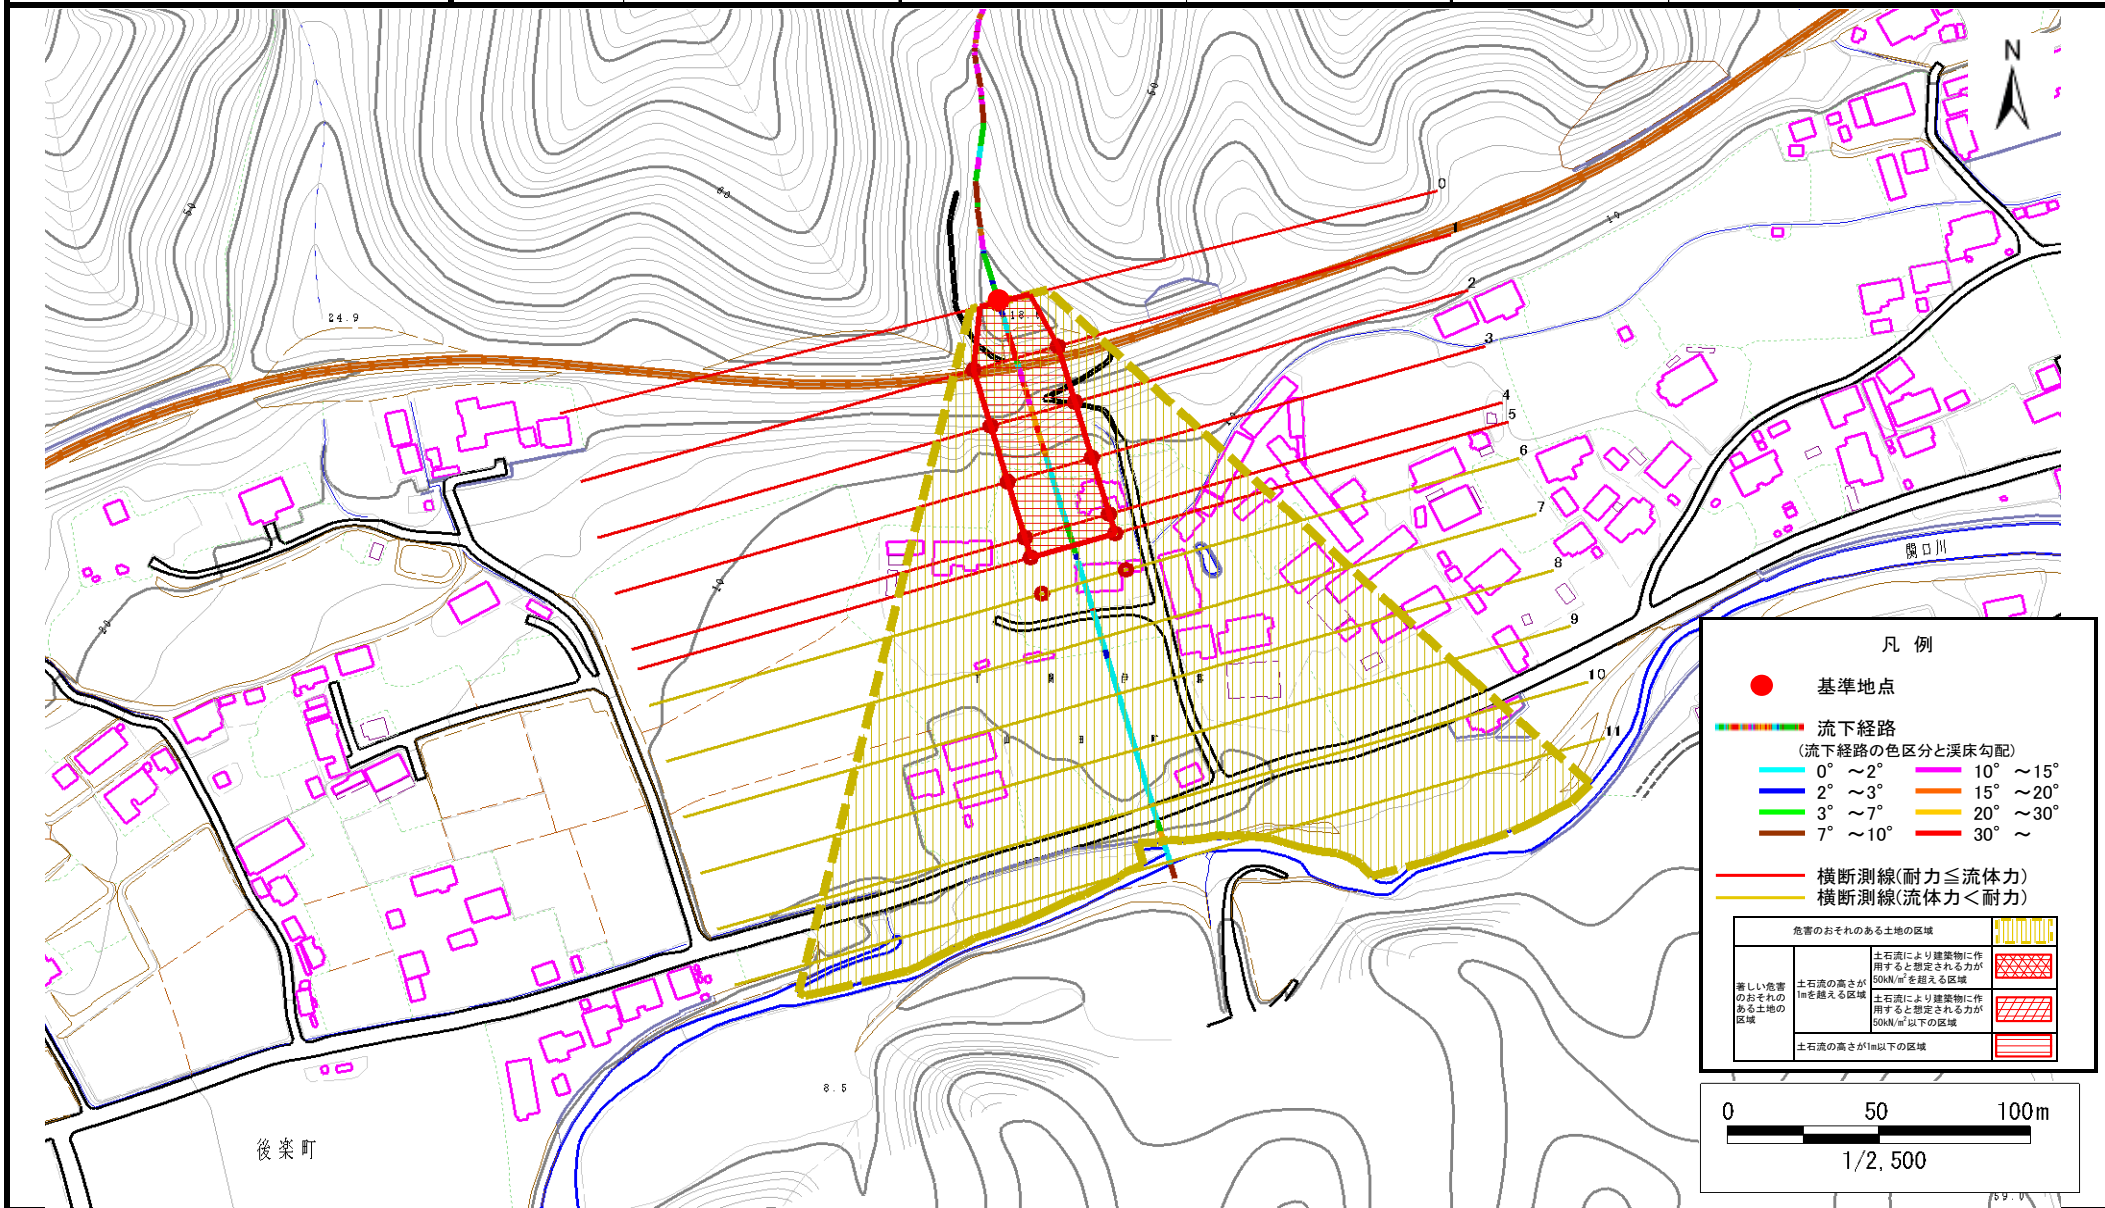 N
50
60
50
19
24.9
18.
0
1
2
3
4
5
6
7
8
9
10
11
10
20
関口川
8.5
後楽町
凡 例
基準地点
流下経路
(流下経路の色区分と渓床勾配)
0° ～2° 10° ～15°
2° ～3° 15° ～20°
3° ～7° 20° ～30°
7° ～10° 30° ～
横断測線(耐力≦流体力)
横断測線(流体力＜耐力)
危害のおそれのある土地の区域
著しい危害
のおそれの
ある土地の
区域
土石流の高さが
1mを越える区域
土石流により建築物に作
用すると想定される力が
50kN/m²を超える区域
土石流により建築物に作
用すると想定される力が
50kN/m²以下の区域
土石流の高さが1m以下の区域
0 50 100m
1/2,500
59.0